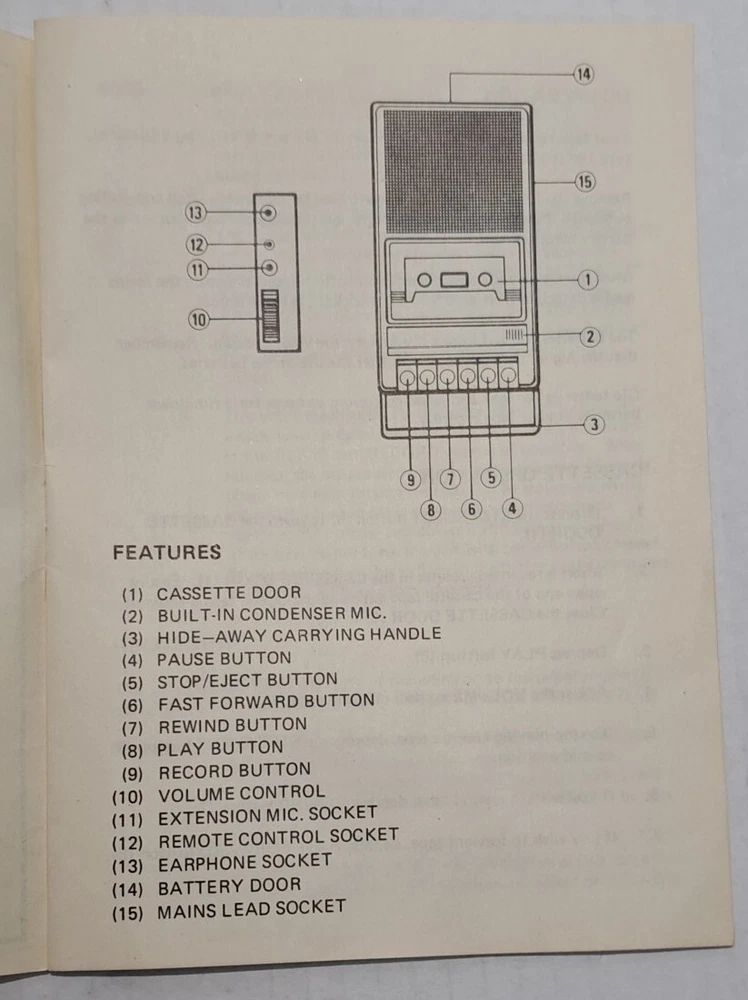 14
15
13
12
11
10
1
2
3
9
8
7
6
5
4
FEATURES
(1) CASSETTE DOOR
(2) BUILT-IN CONDENSER MIC.
(3) HIDE–AWAY CARRYING HANDLE
(4) PAUSE BUTTON
(5) STOP/EJECT BUTTON
(6) FAST FORWARD BUTTON
(7) REWIND BUTTON
(8) PLAY BUTTON
(9) RECORD BUTTON
(10) VOLUME CONTROL
(11) EXTENSION MIC. SOCKET
(12) REMOTE CONTROL SOCKET
(13) EARPHONE SOCKET
(14) BATTERY DOOR
(15) MAINS LEAD SOCKET